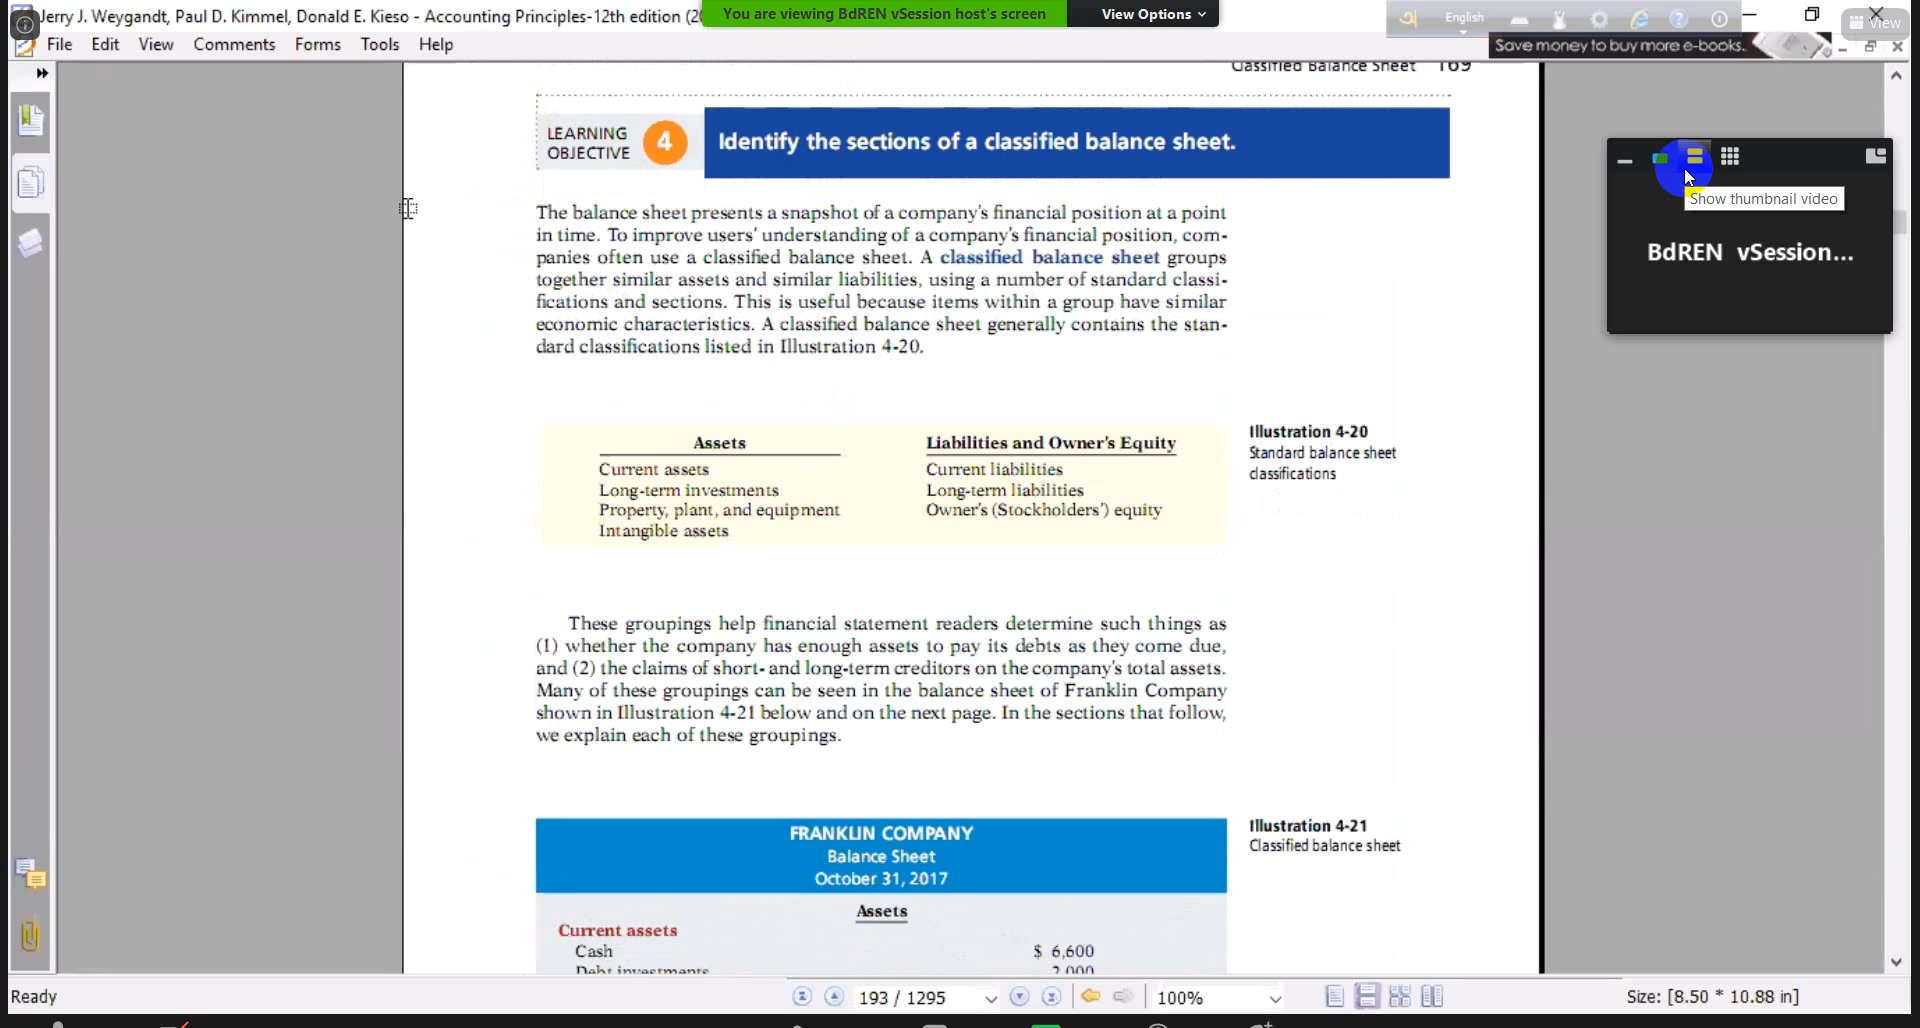 Jerry J. Weygandt, Paul D. Kimmel, Donald E. Kieso - Accounting Principles-12th edition (20
You are viewing BdREN vSession host's screen
View Options
English
View
File Edit View Comments Forms Tools Help
Save money to buy more e-books.
Classified Balance Sheet 169
LEARNING OBJECTIVE 4
Identify the sections of a classified balance sheet.
Show thumbnail video
BdREN vSession...
The balance sheet presents a snapshot of a company's financial position at a point
in time. To improve users' understanding of a company's financial position, com-
panies often use a classified balance sheet. A classified balance sheet groups
together similar assets and similar liabilities, using a number of standard classi-
fications and sections. This is useful because items within a group have similar
economic characteristics. A classified balance sheet generally contains the stan-
dard classifications listed in Illustration 4-20.
Assets Liabilities and Owner's Equity
Current assets Current liabilities
Long-term investments Long-term liabilities
Property, plant, and equipment Owner's (Stockholders') equity
Intangible assets
Illustration 4-20
Standard balance sheet
classifications
These groupings help financial statement readers determine such things as
(1) whether the company has enough assets to pay its debts as they come due,
and (2) the claims of short- and long-term creditors on the company's total assets.
Many of these groupings can be seen in the balance sheet of Franklin Company
shown in Illustration 4-21 below and on the next page. In the sections that follow,
we explain each of these groupings.
FRANKLIN COMPANY
Balance Sheet
October 31, 2017
Illustration 4-21
Classified balance sheet
Assets
Current assets
Cash $ 6,600
Debt investments 2,000
Ready
193 / 1295
100%
Size: [8.50 * 10.88 in]